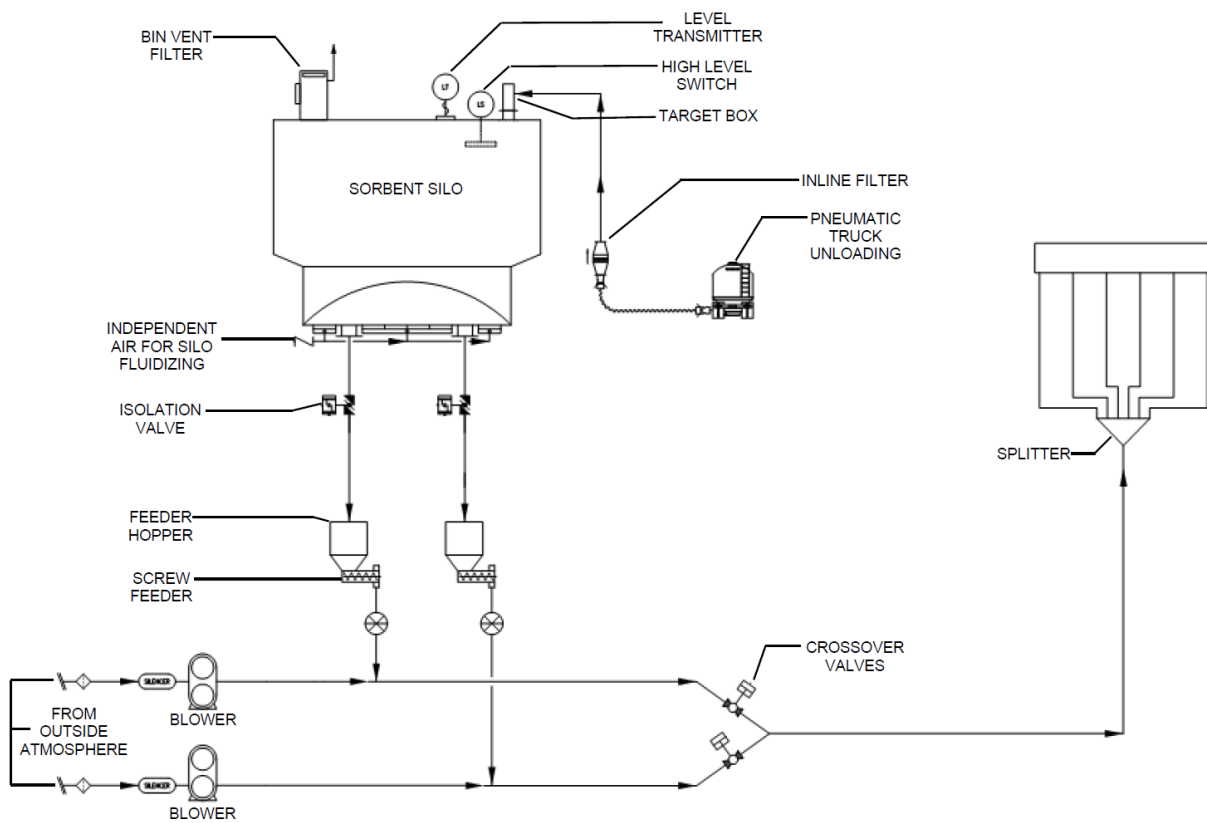 BIN VENT
FILTER
LEVEL
TRANSMITTER
HIGH LEVEL
SWITCH
LT
LS
TARGET BOX
SORBENT SILO
INLINE FILTER
PNEUMATIC
TRUCK
UNLOADING
INDEPENDENT
AIR FOR SILO
FLUIDIZING
ISOLATION
VALVE
SPLITTER
FEEDER
HOPPER
SCREW
FEEDER
CROSSOVER
VALVES
SILENCER
BLOWER
FROM
OUTSIDE
ATMOSPHERE
SILENCER
BLOWER